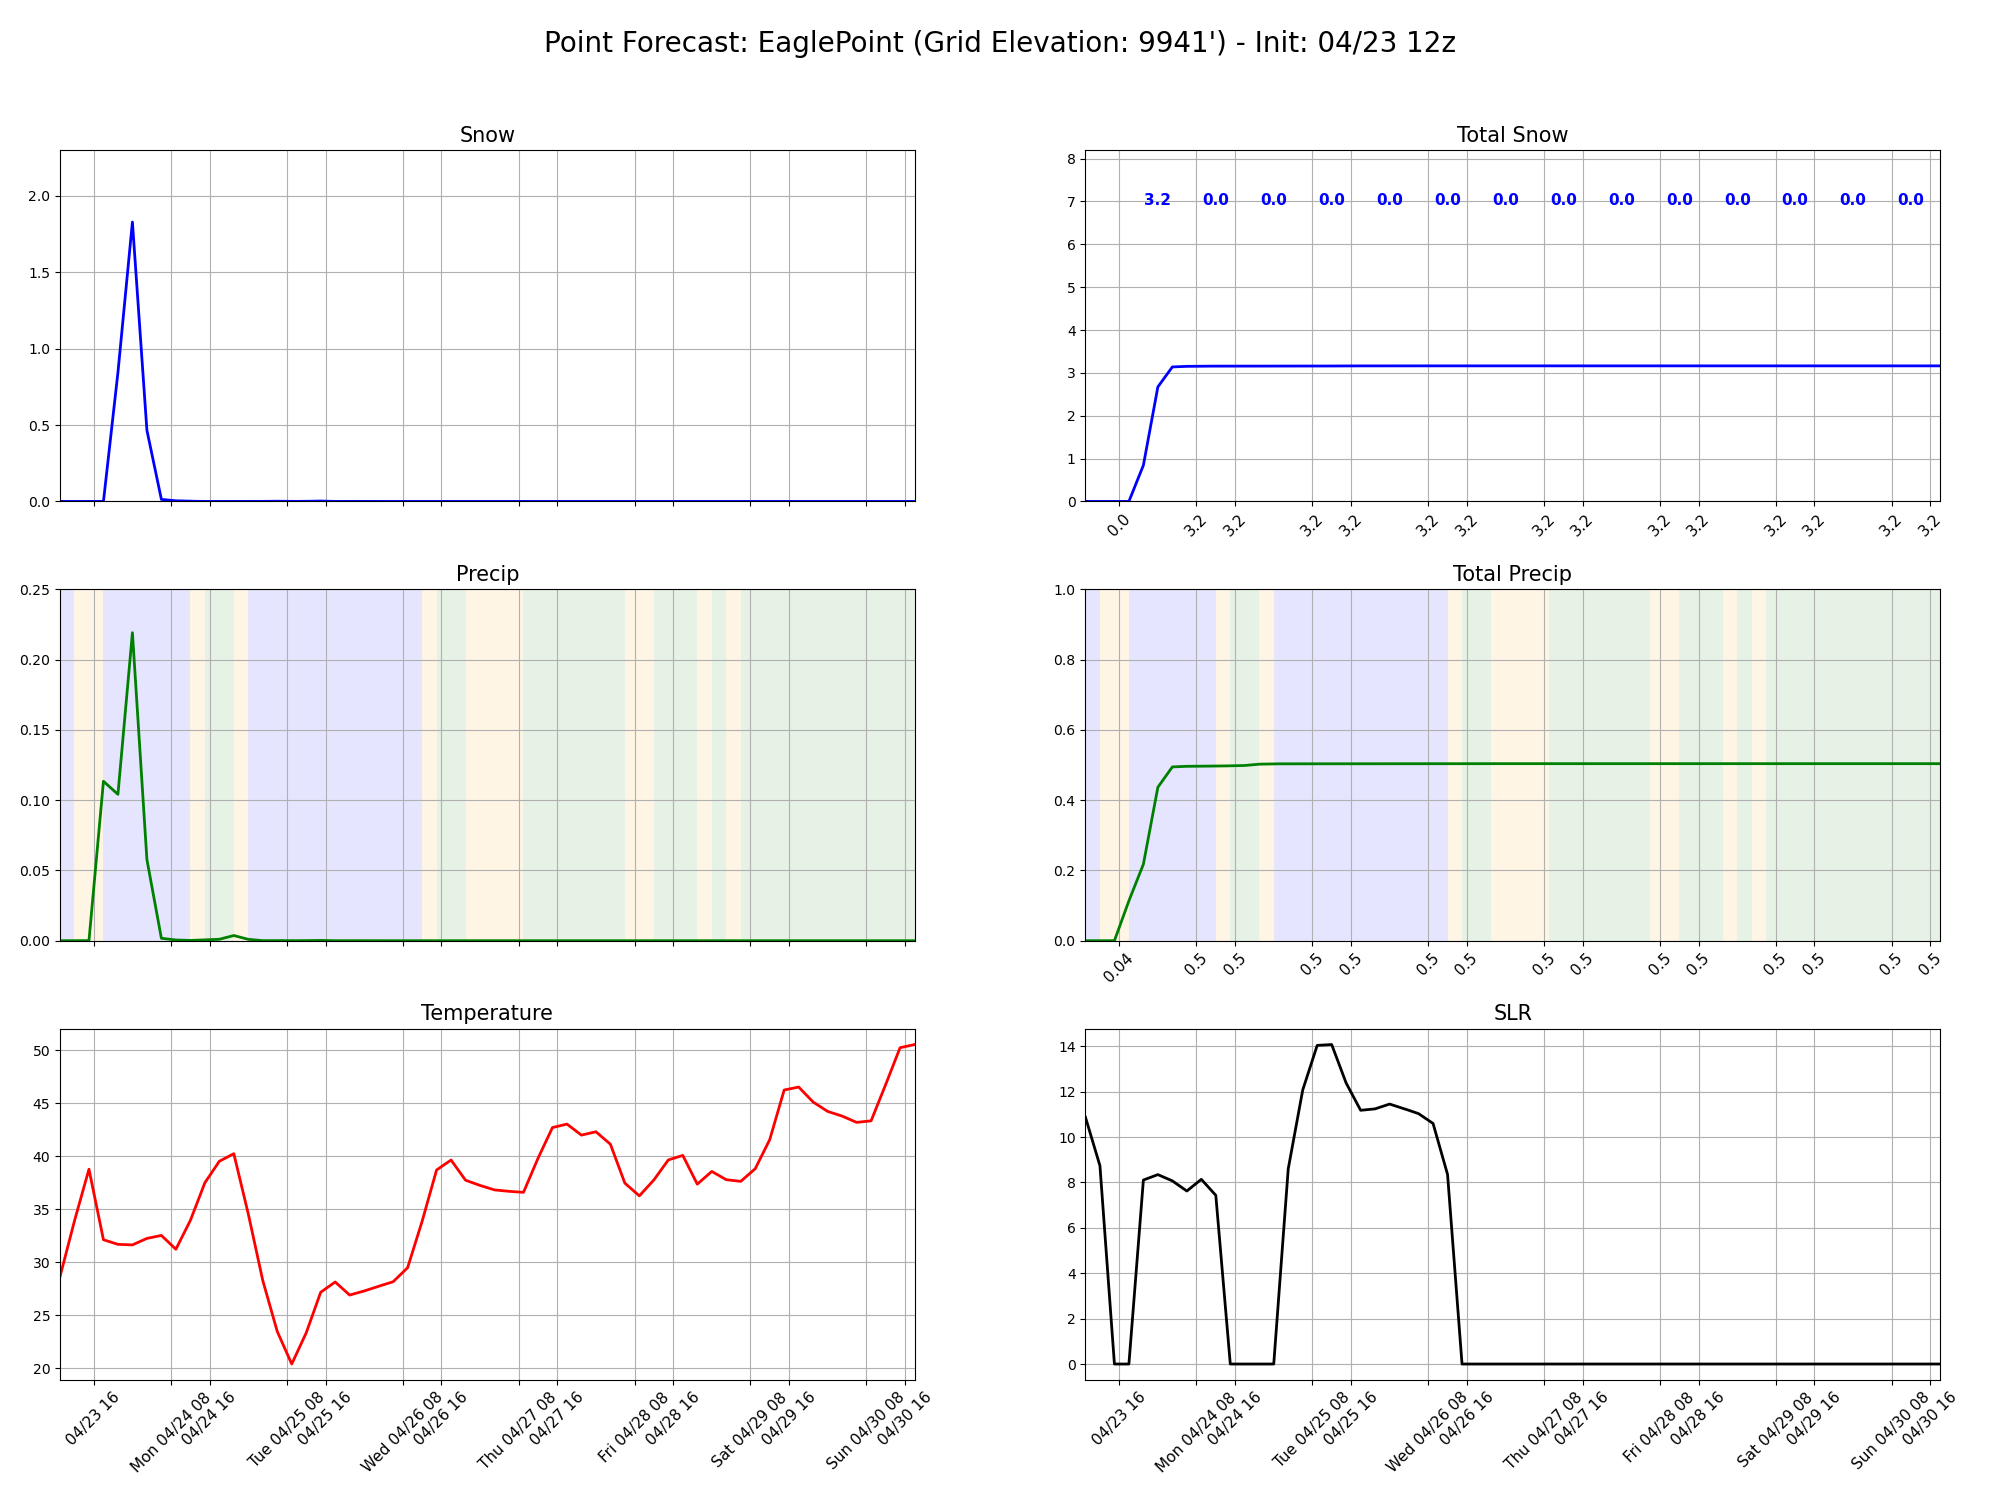 Point Forecast: EaglePoint (Grid Elevation: 9941') - Init: 04/23 12z
Snow
2.0
1.5
1.0
0.5
0.0
Total Snow
8
7
6
5
4
3
2
1
0
3.2 0.0 0.0 0.0 0.0 0.0 0.0 0.0 0.0 0.0 0.0 0.0 0.0 0.0
0.0 3.2 3.2 3.2 3.2 3.2 3.2 3.2 3.2 3.2 3.2 3.2 3.2 3.2 3.2
Precip
0.25
0.20
0.15
0.10
0.05
0.00
Total Precip
1.0
0.8
0.6
0.4
0.2
0.0
0.04 0.5 0.5 0.5 0.5 0.5 0.5 0.5 0.5 0.5 0.5 0.5 0.5 0.5 0.5
Temperature
50
45
40
35
30
25
20
04/23 16
Mon 04/24 08
04/24 16
Tue 04/25 08
04/25 16
Wed 04/26 08
04/26 16
Thu 04/27 08
04/27 16
Fri 04/28 08
04/28 16
Sat 04/29 08
04/29 16
Sun 04/30 08
04/30 16
SLR
14
12
10
8
6
4
2
0
04/23 16
Mon 04/24 08
04/24 16
Tue 04/25 08
04/25 16
Wed 04/26 08
04/26 16
Thu 04/27 08
04/27 16
Fri 04/28 08
04/28 16
Sat 04/29 08
04/29 16
Sun 04/30 08
04/30 16